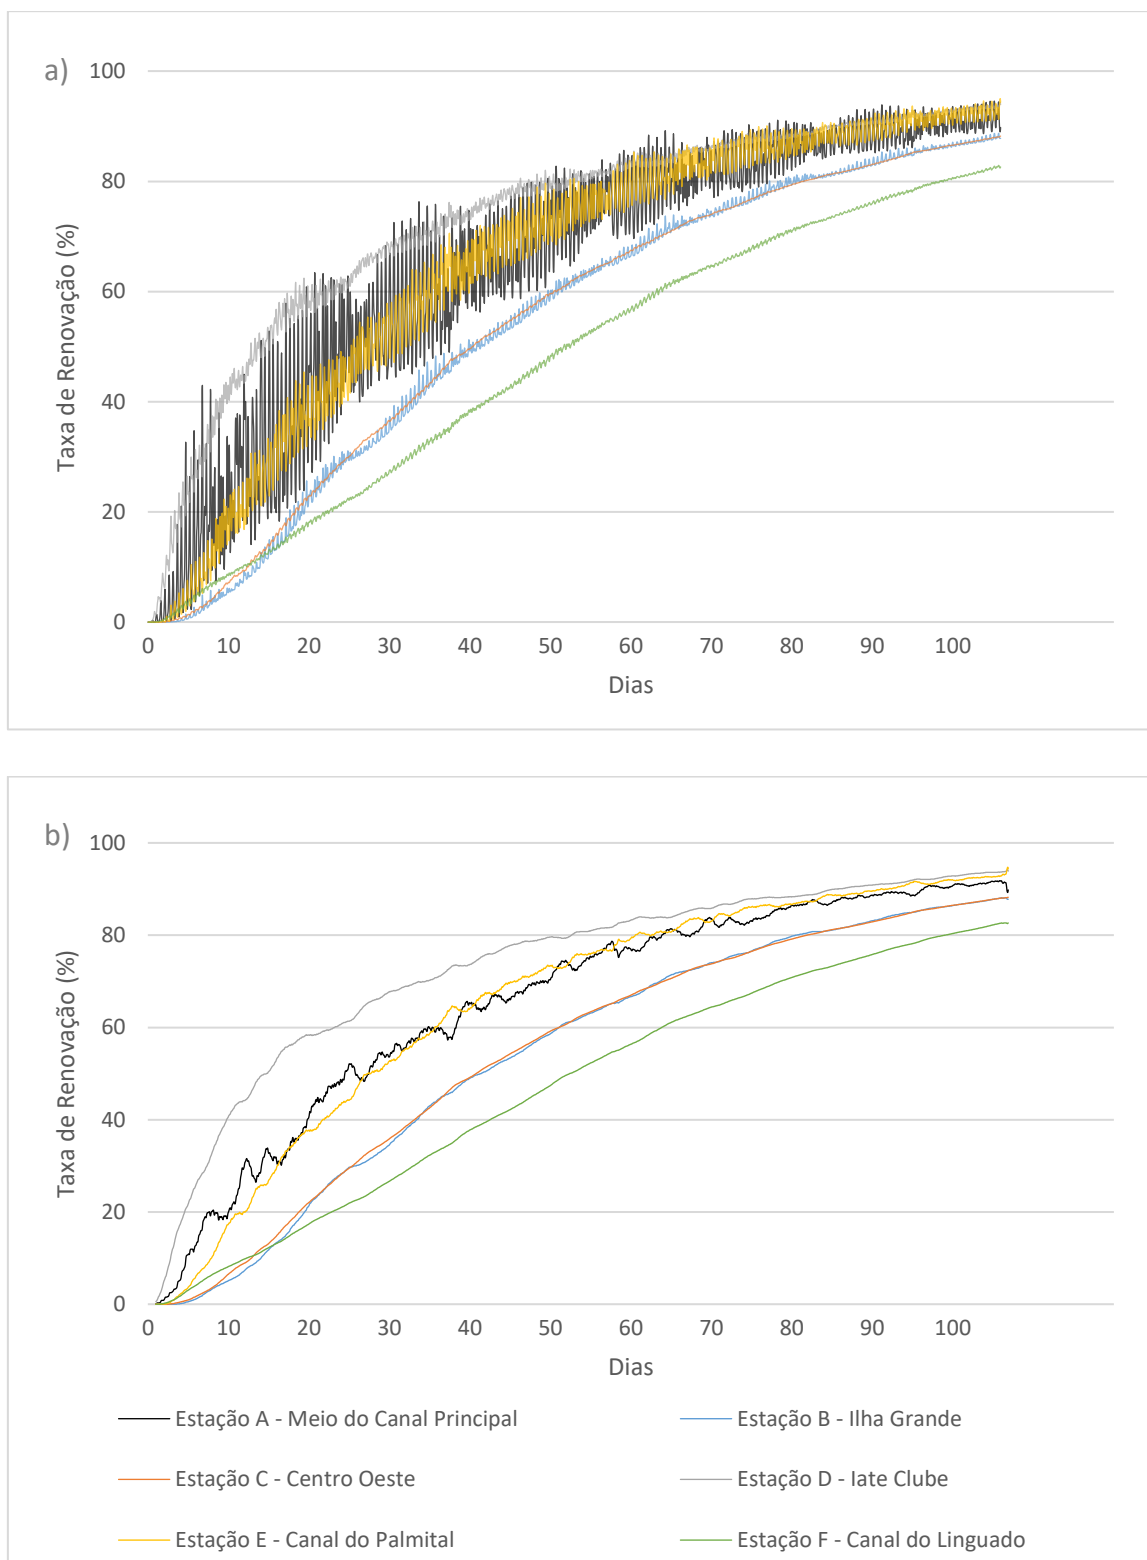 a)
100
80
60
40
20
0
Taxa de Renovação (%)
0 10 20 30 40 50 60 70 80 90 100
Dias
b)
100
80
60
40
20
0
Taxa de Renovação (%)
0 10 20 30 40 50 60 70 80 90 100
Dias
Estação A - Meio do Canal Principal
Estação B - Ilha Grande
Estação C - Centro Oeste
Estação D - Iate Clube
Estação E - Canal do Palmital
Estação F - Canal do Linguado